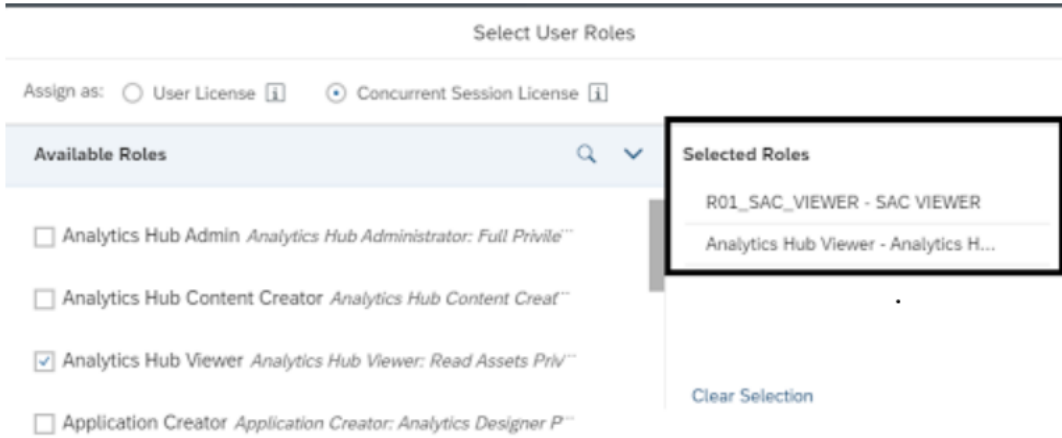 Select User Roles
Assign as: User License i Concurrent Session License i
Available Roles
Selected Roles
R01_SAC_VIEWER - SAC VIEWER
Analytics Hub Viewer - Analytics H...
Analytics Hub Admin Analytics Hub Administrator: Full Privile...
Analytics Hub Content Creator Analytics Hub Content Creat...
Analytics Hub Viewer Analytics Hub Viewer: Read Assets Priv...
Application Creator Application Creator: Analytics Designer P...
Clear Selection